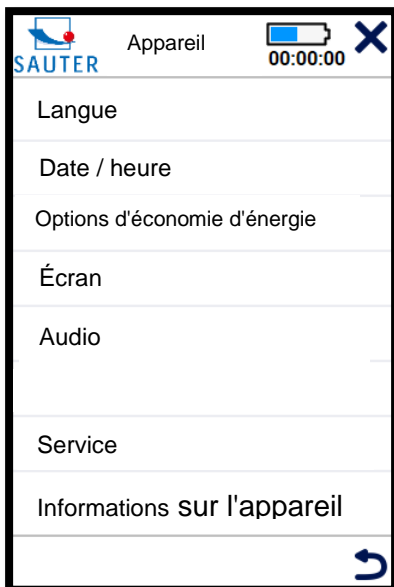 SAUTER
Appareil
00:00:00
Langue
Date / heure
Options d'économie d'énergie
Écran
Audio
Service
Informations sur l'appareil